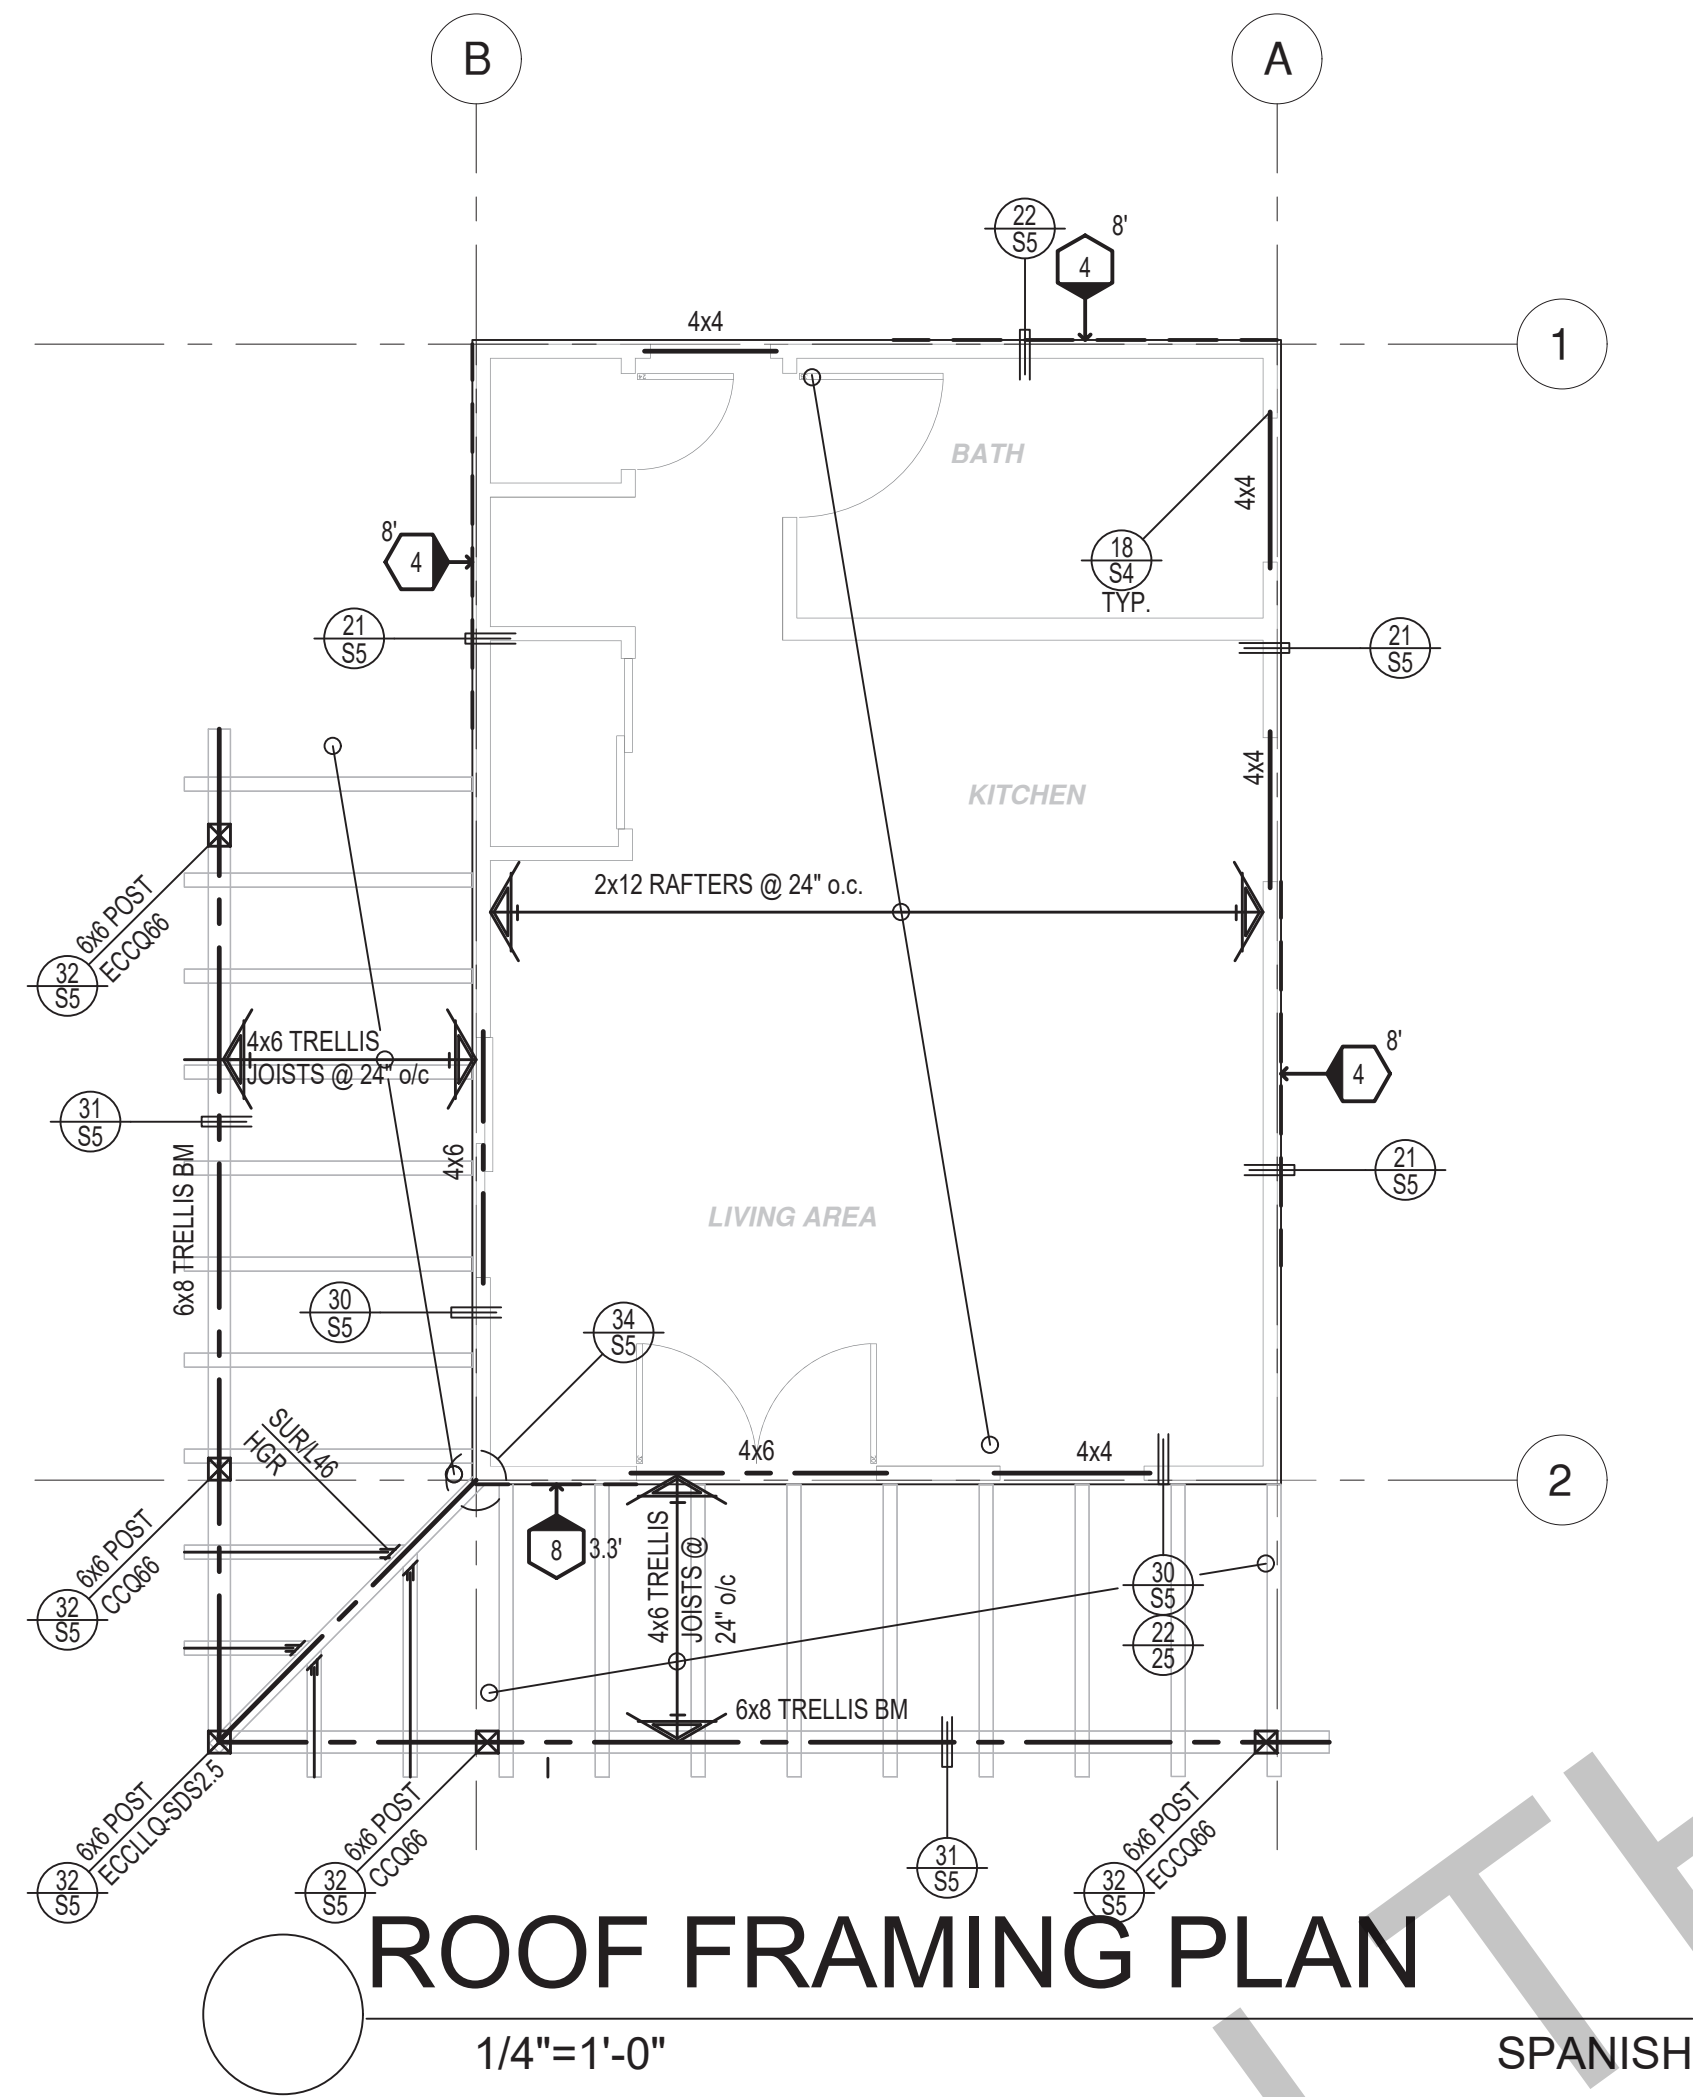 B
A
22
S5
8'
4
1
4x4
BATH
4x4
8'
4
18
S4
TYP.
21
S5
21
S5
KITCHEN
4x4
2x12 RAFTERS @ 24" o.c.
6x6 POST
ECCQ66
32
S5
4x6 TRELLIS
JOISTS @ 24" o/c
8'
4
31
S5
6x8 TRELLIS BM
4x6
21
S5
LIVING AREA
30
S5
34
S5
SUR/L46
HGR
4x6
4x4
2
6x6 POST
CCQ66
32
S5
8
3.3'
4x6 TRELLIS
JOISTS @
24" o/c
30
S5
22
25
6x8 TRELLIS BM
6x6 POST
ECCLLQ-SDS2.5
32
S5
6x6 POST
CCQ66
32
S5
31
S5
6x6 POST
ECCQ66
32
S5
ROOF FRAMING PLAN
1/4"=1'-0"
SPANISH